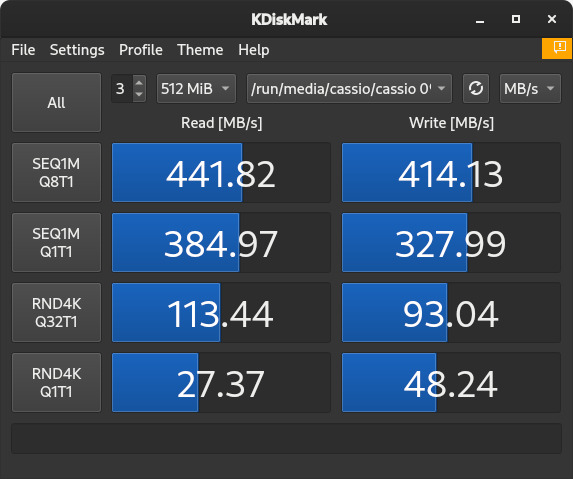 KDiskMark
File Settings Profile Theme Help
All
3
512 MiB
/run/media/cassio/cassio
MB/s
Read [MB/s]
Write [MB/s]
SEQ1M
Q8T1
441.82
414.13
SEQ1M
Q1T1
384.97
327.99
RND4K
Q32T1
113.44
93.04
RND4K
Q1T1
27.37
48.24